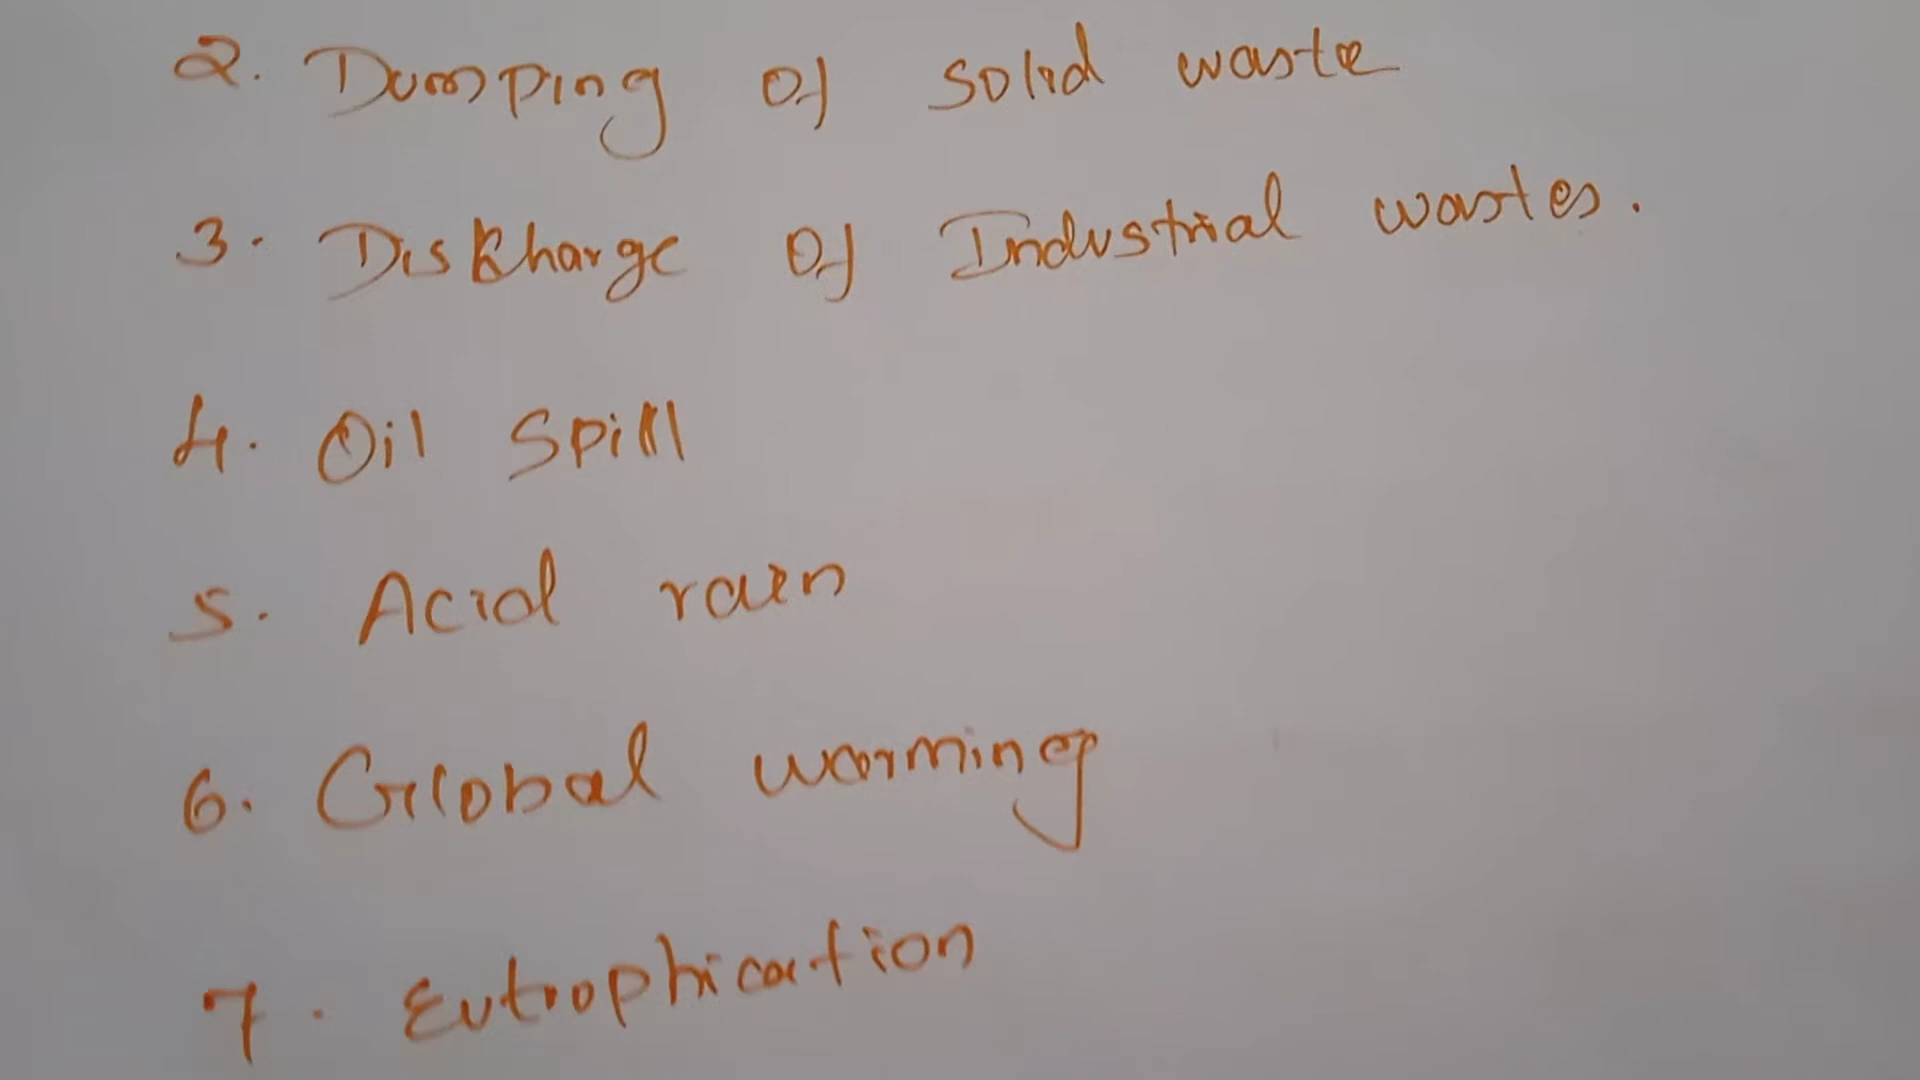 2. Dumping of solid waste
3. Discharge of Industrial wastes.
4. Oil Spill
5. Acid rain
6. Global warming
7. Eutrophication